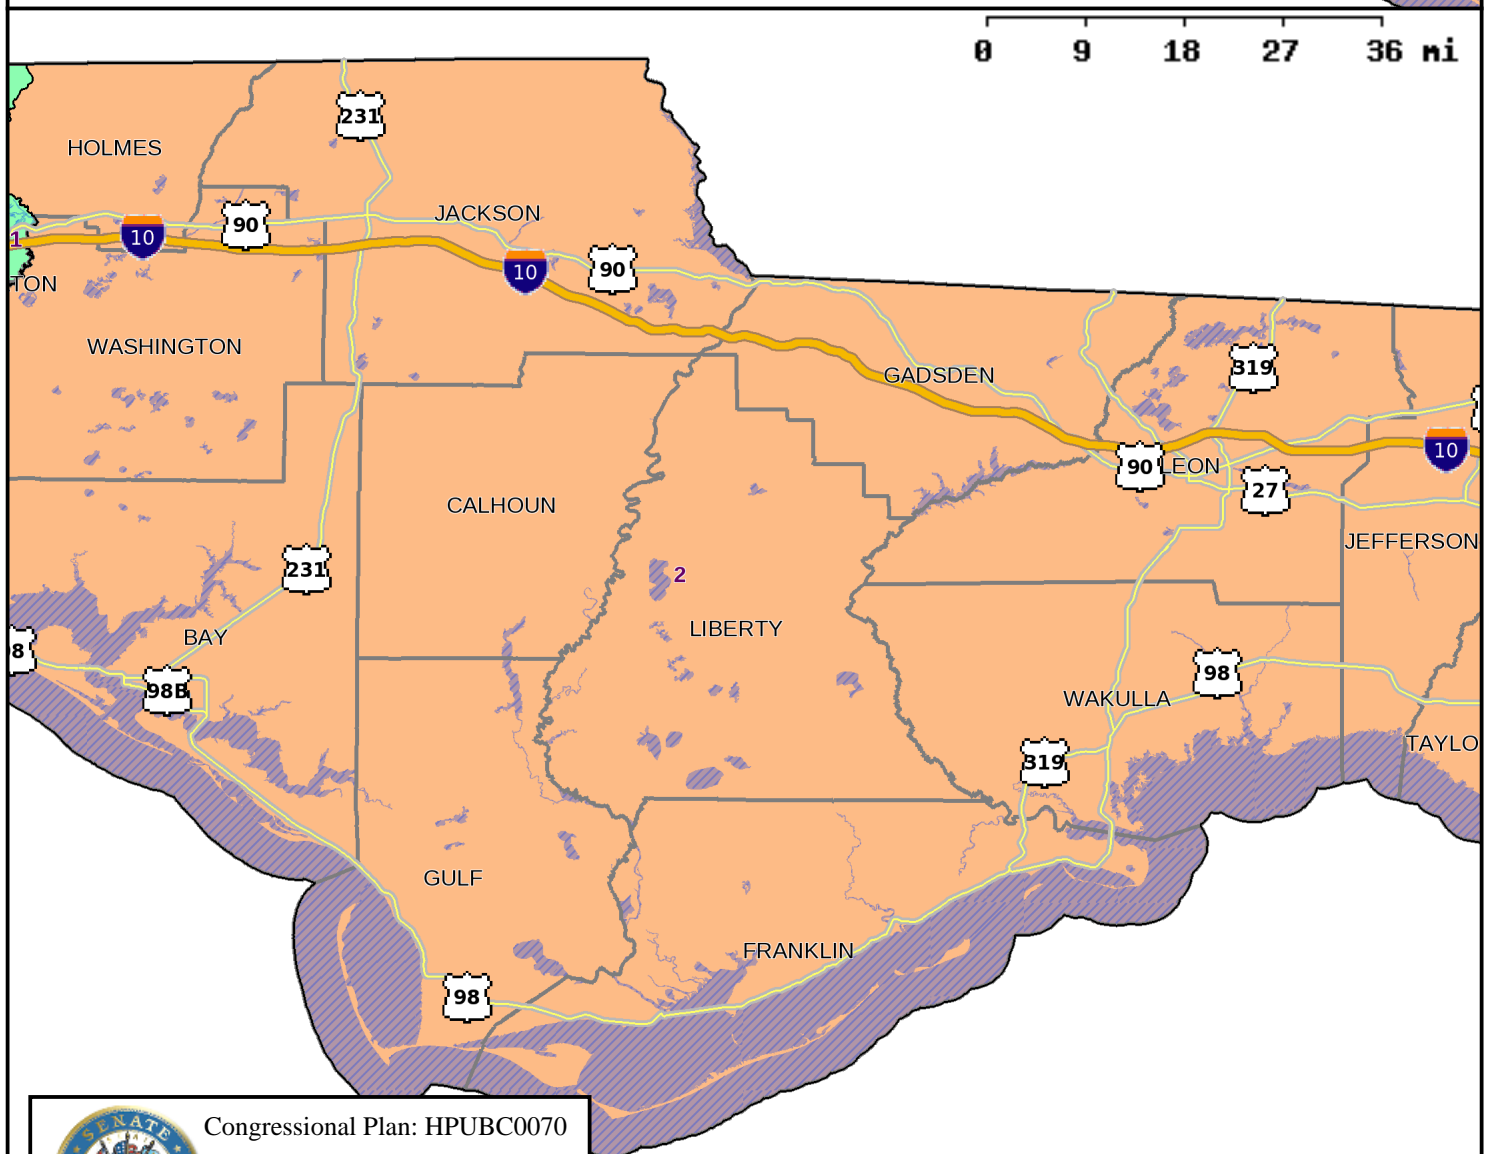 0 9 18 27 36 mi
231
HOLMES
JACKSON
90
10
1
10
90
TON
WASHINGTON
319
GADSDEN
10
90
LEON
27
CALHOUN
JEFFERSON
231
2
LIBERTY
BAY
98
98B
98
WAKULLA
TAYLO
319
GULF
FRANKLIN
98
SENATE
Congressional Plan: HPUBC0070